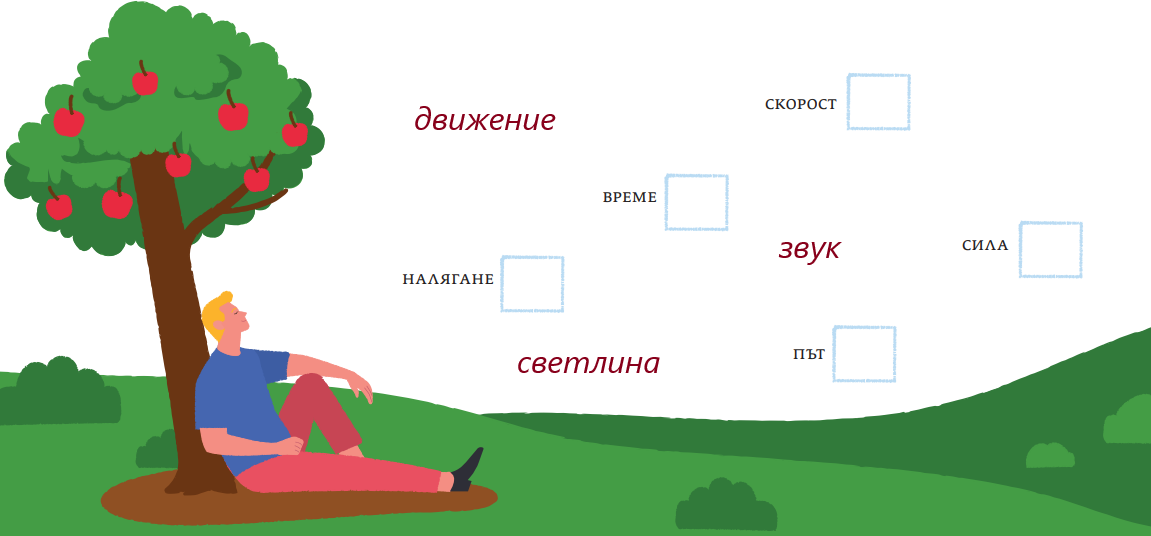 СКОРОСТ
движение
ВРЕМЕ
звук
СИЛА
НАЛЯГАНЕ
ПЪТ
светлина